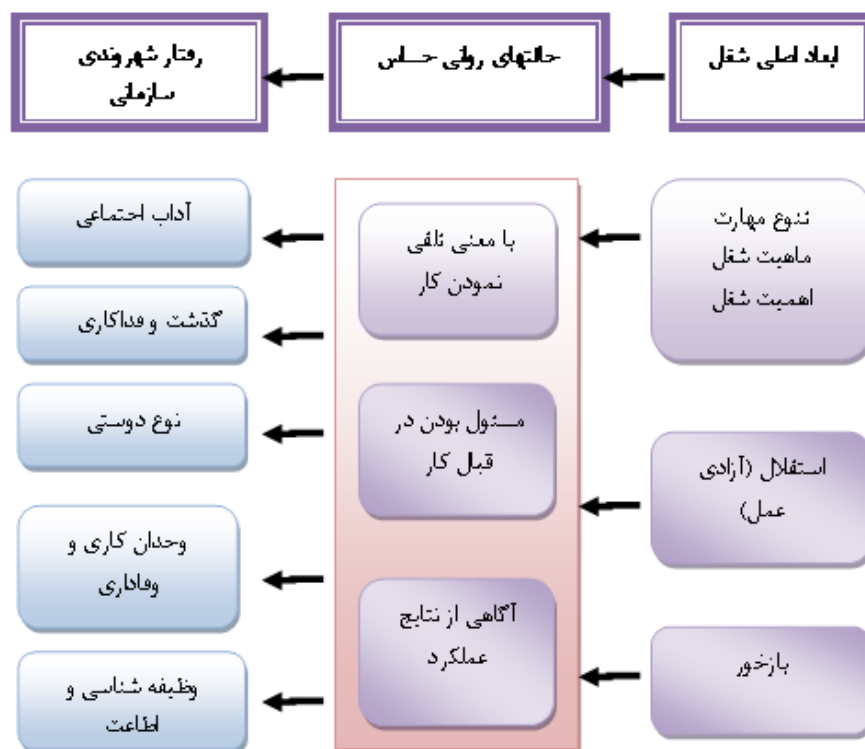 ابعاد اصلی شغل
حالتهای روانی حساس
رفتار شهروندی
سازمانی
تنوع مهارت
ماهیت شغل
اهمیت شغل
استقلال (آزادی
عمل)
بازخور
با معنی تلقی
نمودن کار
مسئول بودن در
قبال کار
آگاهی از نتایج
عملکرد
آداب اجتماعی
گذشت و فداکاری
نوع دوستی
وجدان کاری و
وفاداری
وظیفه شناسی و
اطاعت